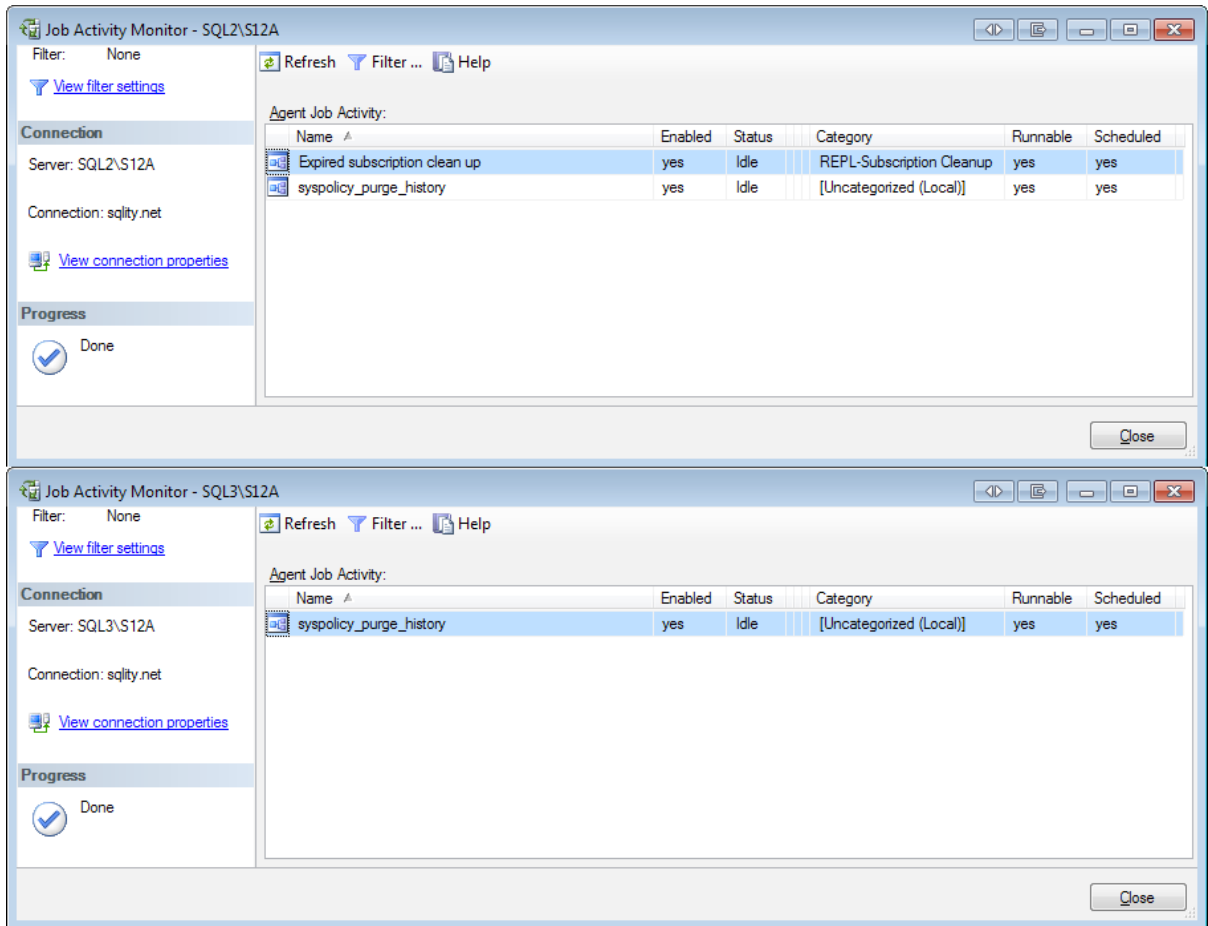 Job Activity Monitor - SQL2\S12A
Filter: None
View filter settings
Refresh Filter ... Help
Agent Job Activity:
Connection
Server: SQL2\S12A
Connection: sqlity.net
View connection properties
Progress
Done
Name Enabled Status Category Runnable Scheduled
Expired subscription clean up yes Idle REPL-Subscription Cleanup yes yes
syspolicy_purge_history yes Idle [Uncategorized (Local)] yes yes
Close
Job Activity Monitor - SQL3\S12A
Filter: None
View filter settings
Refresh Filter ... Help
Agent Job Activity:
Connection
Server: SQL3\S12A
Connection: sqlity.net
View connection properties
Progress
Done
Name Enabled Status Category Runnable Scheduled
syspolicy_purge_history yes Idle [Uncategorized (Local)] yes yes
Close